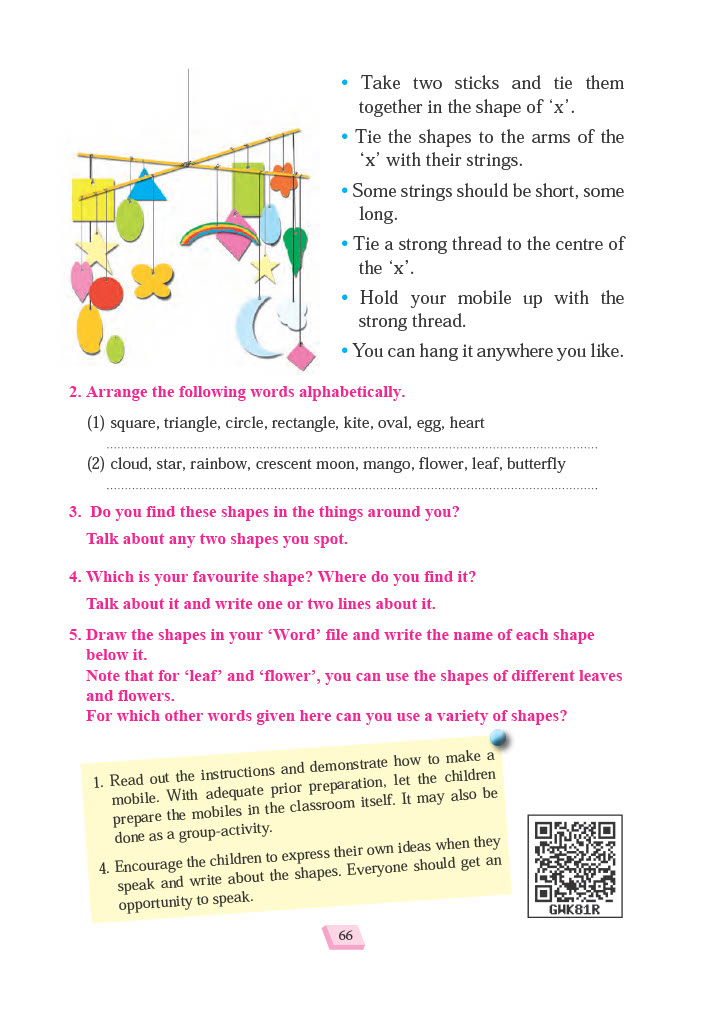 • Take two sticks and tie them
together in the shape of ‘x’.
• Tie the shapes to the arms of the
‘x’ with their strings.
• Some strings should be short, some
long.
• Tie a strong thread to the centre of
the ‘x’.
• Hold your mobile up with the
strong thread.
• You can hang it anywhere you like.
2. Arrange the following words alphabetically.
(1) square, triangle, circle, rectangle, kite, oval, egg, heart
(2) cloud, star, rainbow, crescent moon, mango, flower, leaf, butterfly
3. Do you find these shapes in the things around you?
Talk about any two shapes you spot.
4. Which is your favourite shape? Where do you find it?
Talk about it and write one or two lines about it.
5. Draw the shapes in your ‘Word’ file and write the name of each shape
below it.
Note that for ‘leaf’ and ‘flower’, you can use the shapes of different leaves
and flowers.
For which other words given here can you use a variety of shapes?
1. Read out the instructions and demonstrate how to make a
mobile. With adequate prior preparation, let the children
prepare the mobiles in the classroom itself. It may also be
done as a group-activity.
4. Encourage the children to express their own ideas when they
speak and write about the shapes. Everyone should get an
opportunity to speak.
GWK81R
66